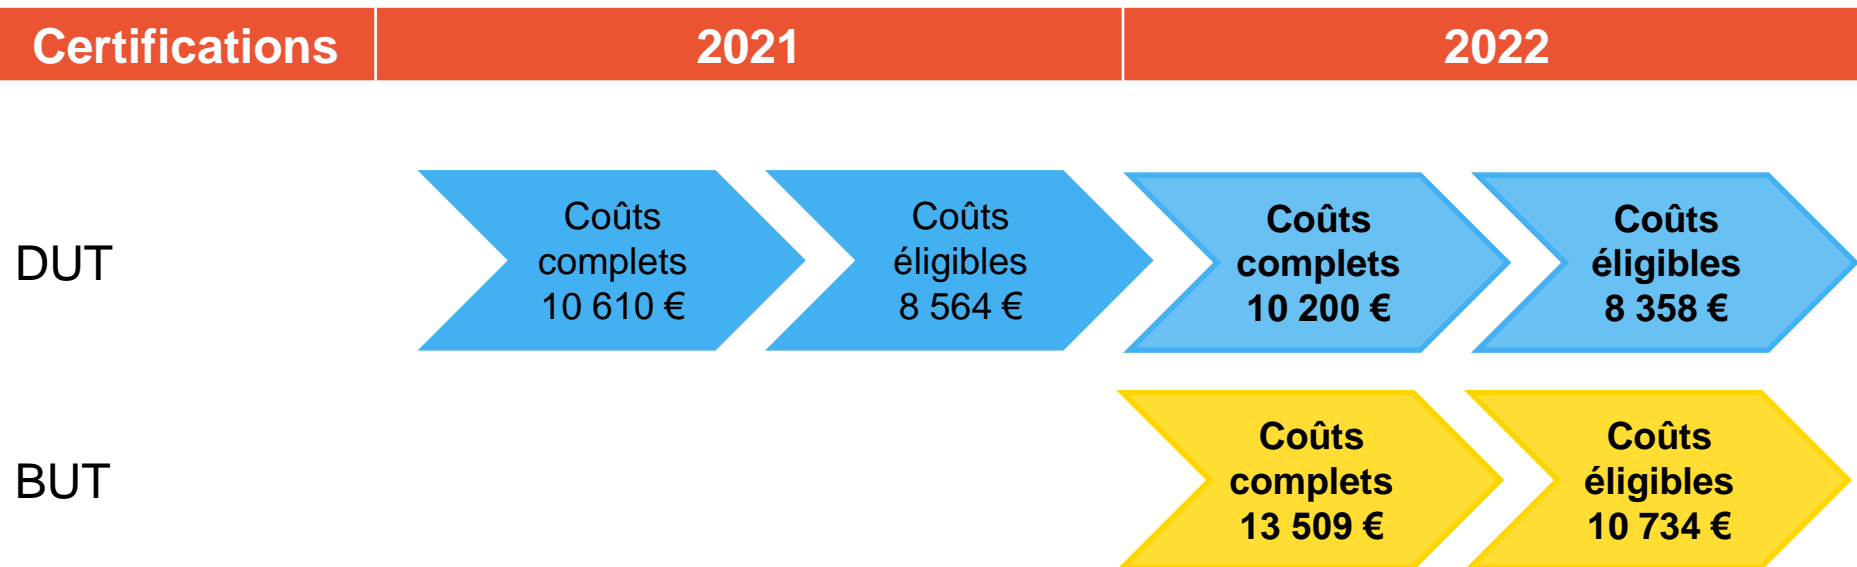 Certifications 2021 2022
DUT
Coûts
complets
10 610 €
Coûts
éligibles
8 564 €
Coûts
complets
10 200 €
Coûts
éligibles
8 358 €
BUT
Coûts
complets
13 509 €
Coûts
éligibles
10 734 €